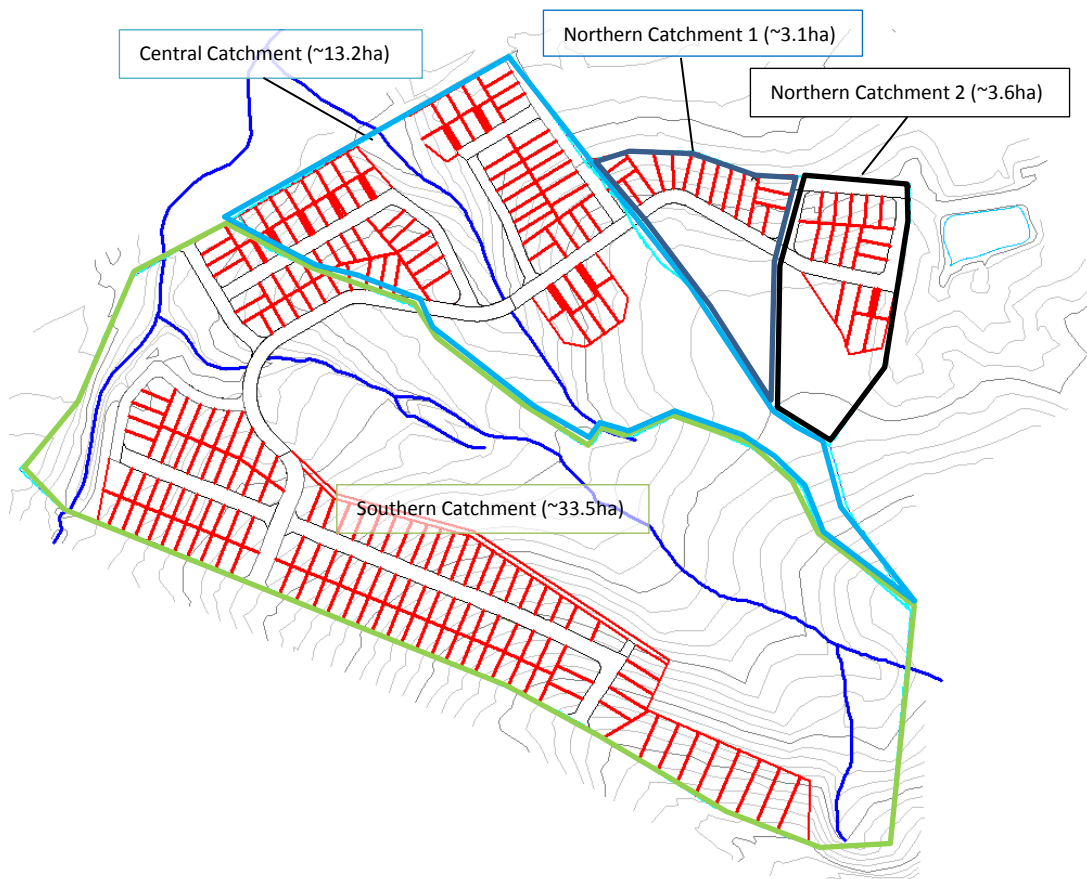 Northern Catchment 1 (~3.1ha)
Central Catchment (~13.2ha)
Northern Catchment 2 (~3.6ha)
Southern Catchment (~33.5ha)